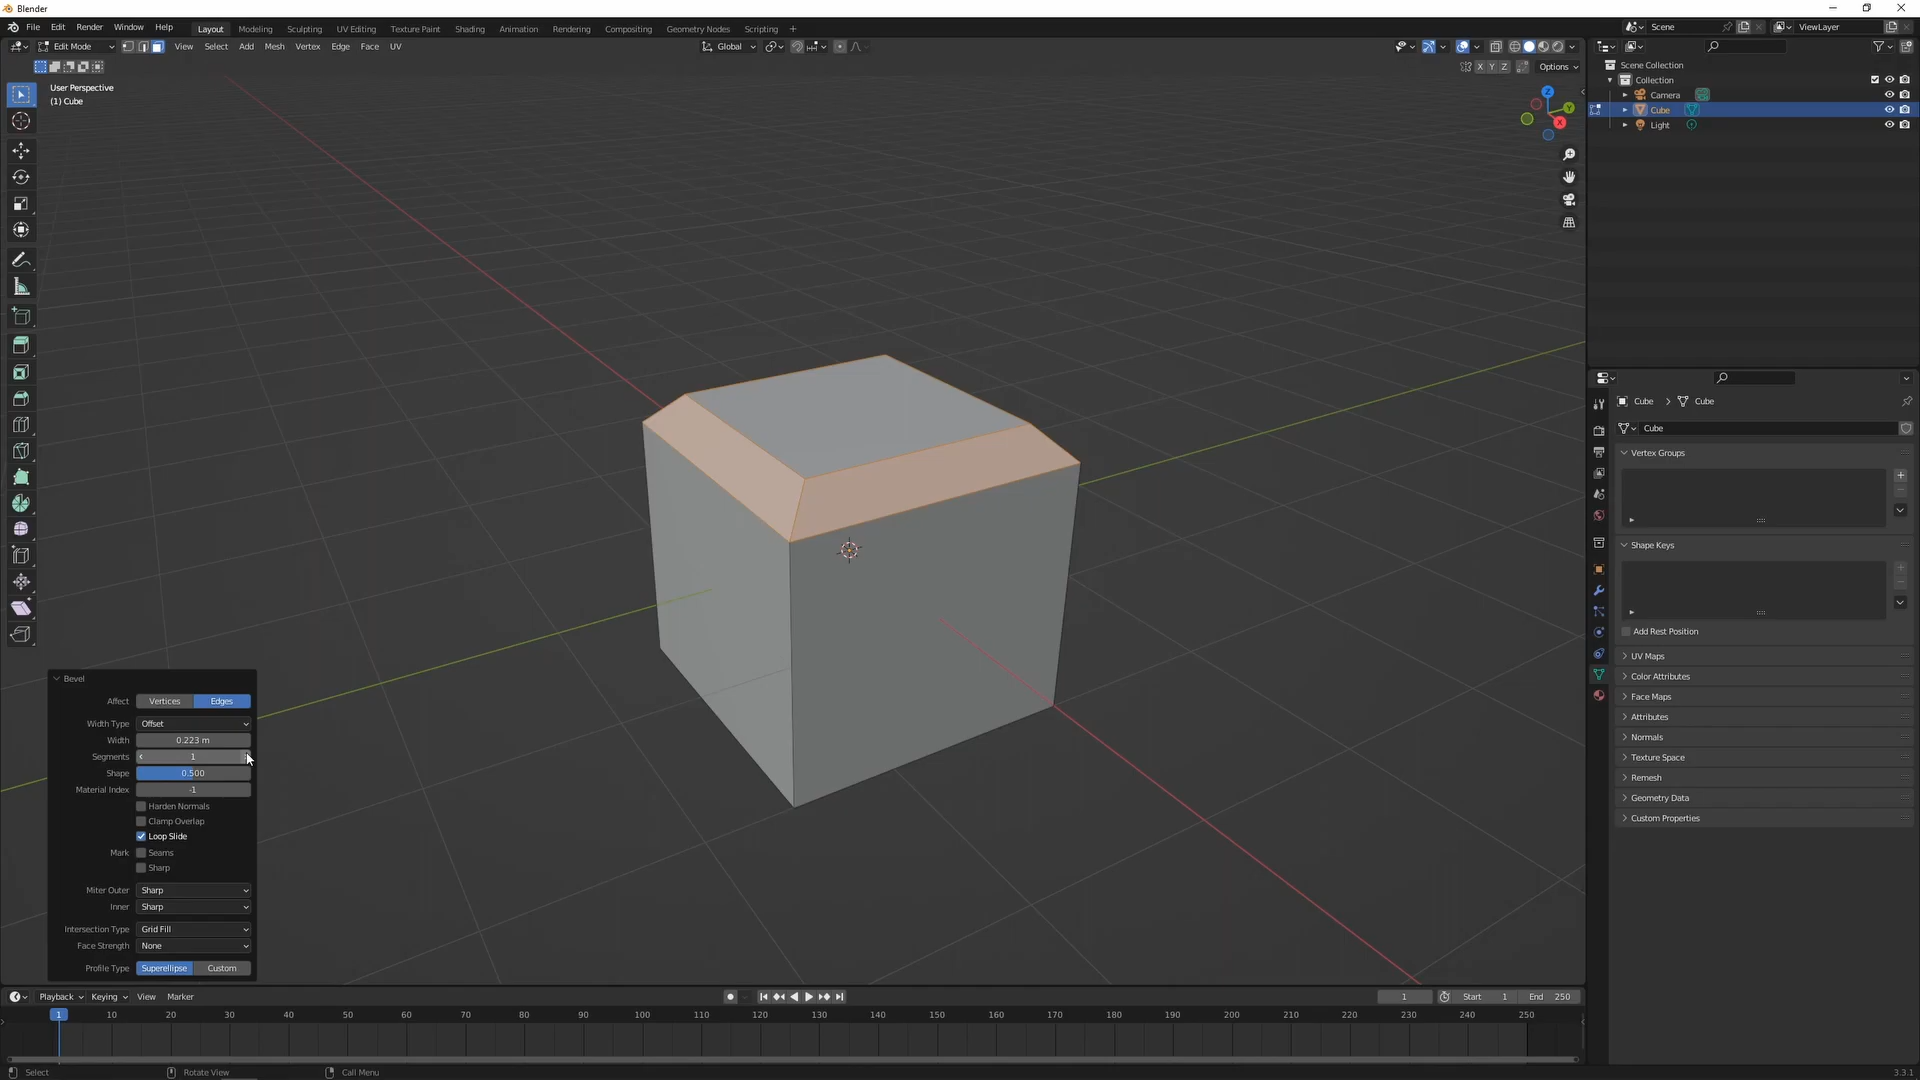 Blender
File Edit Render Window Help Layout Modeling Sculpting UV Editing Texture Paint Shading Animation Rendering Compositing Geometry Nodes Scripting + Scene ViewLayer
Edit Mode View Select Add Mesh Vertex Edge Face UV Global
X Y Z Options
User Perspective
(1) Cube
Z
Y
X
Scene Collection
Collection
Camera
Cube
Light
Cube > Cube
Cube
Vertex Groups
Shape Keys
Add Rest Position
UV Maps
Color Attributes
Face Maps
Attributes
Normals
Texture Space
Remesh
Geometry Data
Custom Properties
Bevel
Affect Vertices Edges
Width Type Offset
Width 0.223 m
Segments 1
Shape 0.500
Material Index -1
Harden Normals
Clamp Overlap
Loop Slide
Mark Seams
Sharp
Miter Outer Sharp
Inner Sharp
Intersection Type Grid Fill
Face Strength None
Profile Type Superellipse Custom
Playback Keying View Marker 1 Start 1 End 250
1 10 20 30 40 50 60 70 80 90 100 110 120 130 140 150 160 170 180 190 200 210 220 230 240 250
Select Rotate View Call Menu 3.3.1